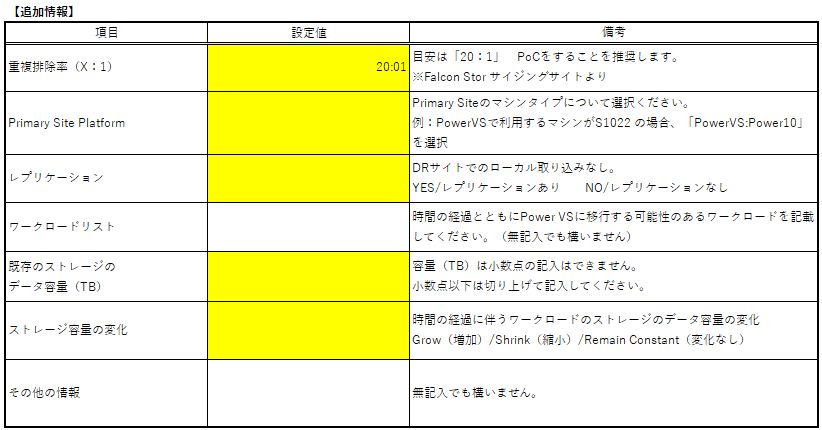 【追加情報】
項目 設定値 備考
重複排除率（X：1） 20:01 目安は「20：1」　PoCをすることを推奨します。
※Falcon Stor サイジングサイトより
Primary Site Platform Primary Siteのマシンタイプについて選択ください。
例：PowerVSで利用するマシンがS1022 の場合、「PowerVS:Power10」
を選択
レプリケーション DRサイトでのローカル取り込みなし。
YES/レプリケーションあり　　NO/レプリケーションなし
ワークロードリスト 時間の経過とともにPower VSに移行する可能性のあるワークロードを記載
してください。（無記入でも構いません）
既存のストレージの 容量（TB）は小数点の記入はできません。
データ容量（TB） 小数点以下は切り上げて記入してください。
ストレージ容量の変化 時間の経過に伴うワークロードのストレージのデータ容量の変化
Grow（増加）/Shrink（縮小）/Remain Constant（変化なし）
その他の情報 無記入でも構いません。